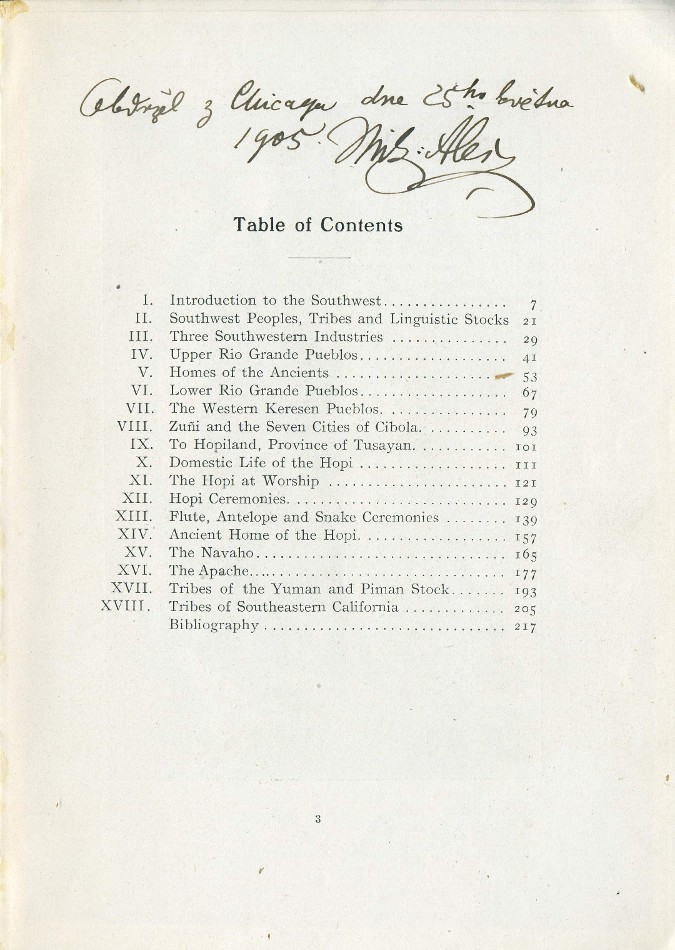 Obdržel z Chicaga dne 25ho května
1905. Mik: Aleš
Table of Contents
I. Introduction to the Southwest................ 7
II. Southwest Peoples, Tribes and Linguistic Stocks 21
III. Three Southwestern Industries ............... 29
IV. Upper Rio Grande Pueblos................... 41
V. Homes of the Ancients ..................... 53
VI. Lower Rio Grande Pueblos................... 67
VII. The Western Keresen Pueblos. ............... 79
VIII. Zuñi and the Seven Cities of Cibola. .......... 93
IX. To Hopiland, Province of Tusayan. ........... 101
X. Domestic Life of the Hopi ................... 111
XI. The Hopi at Worship ....................... 121
XII. Hopi Ceremonies. ........................... 129
XIII. Flute, Antelope and Snake Ceremonies ........ 139
XIV. Ancient Home of the Hopi. .................. 157
XV. The Navaho................................ 165
XVI. The Apache................................. 177
XVII. Tribes of the Yuman and Piman Stock....... 193
XVIII. Tribes of Southeastern California ............. 205
Bibliography ............................... 217
3